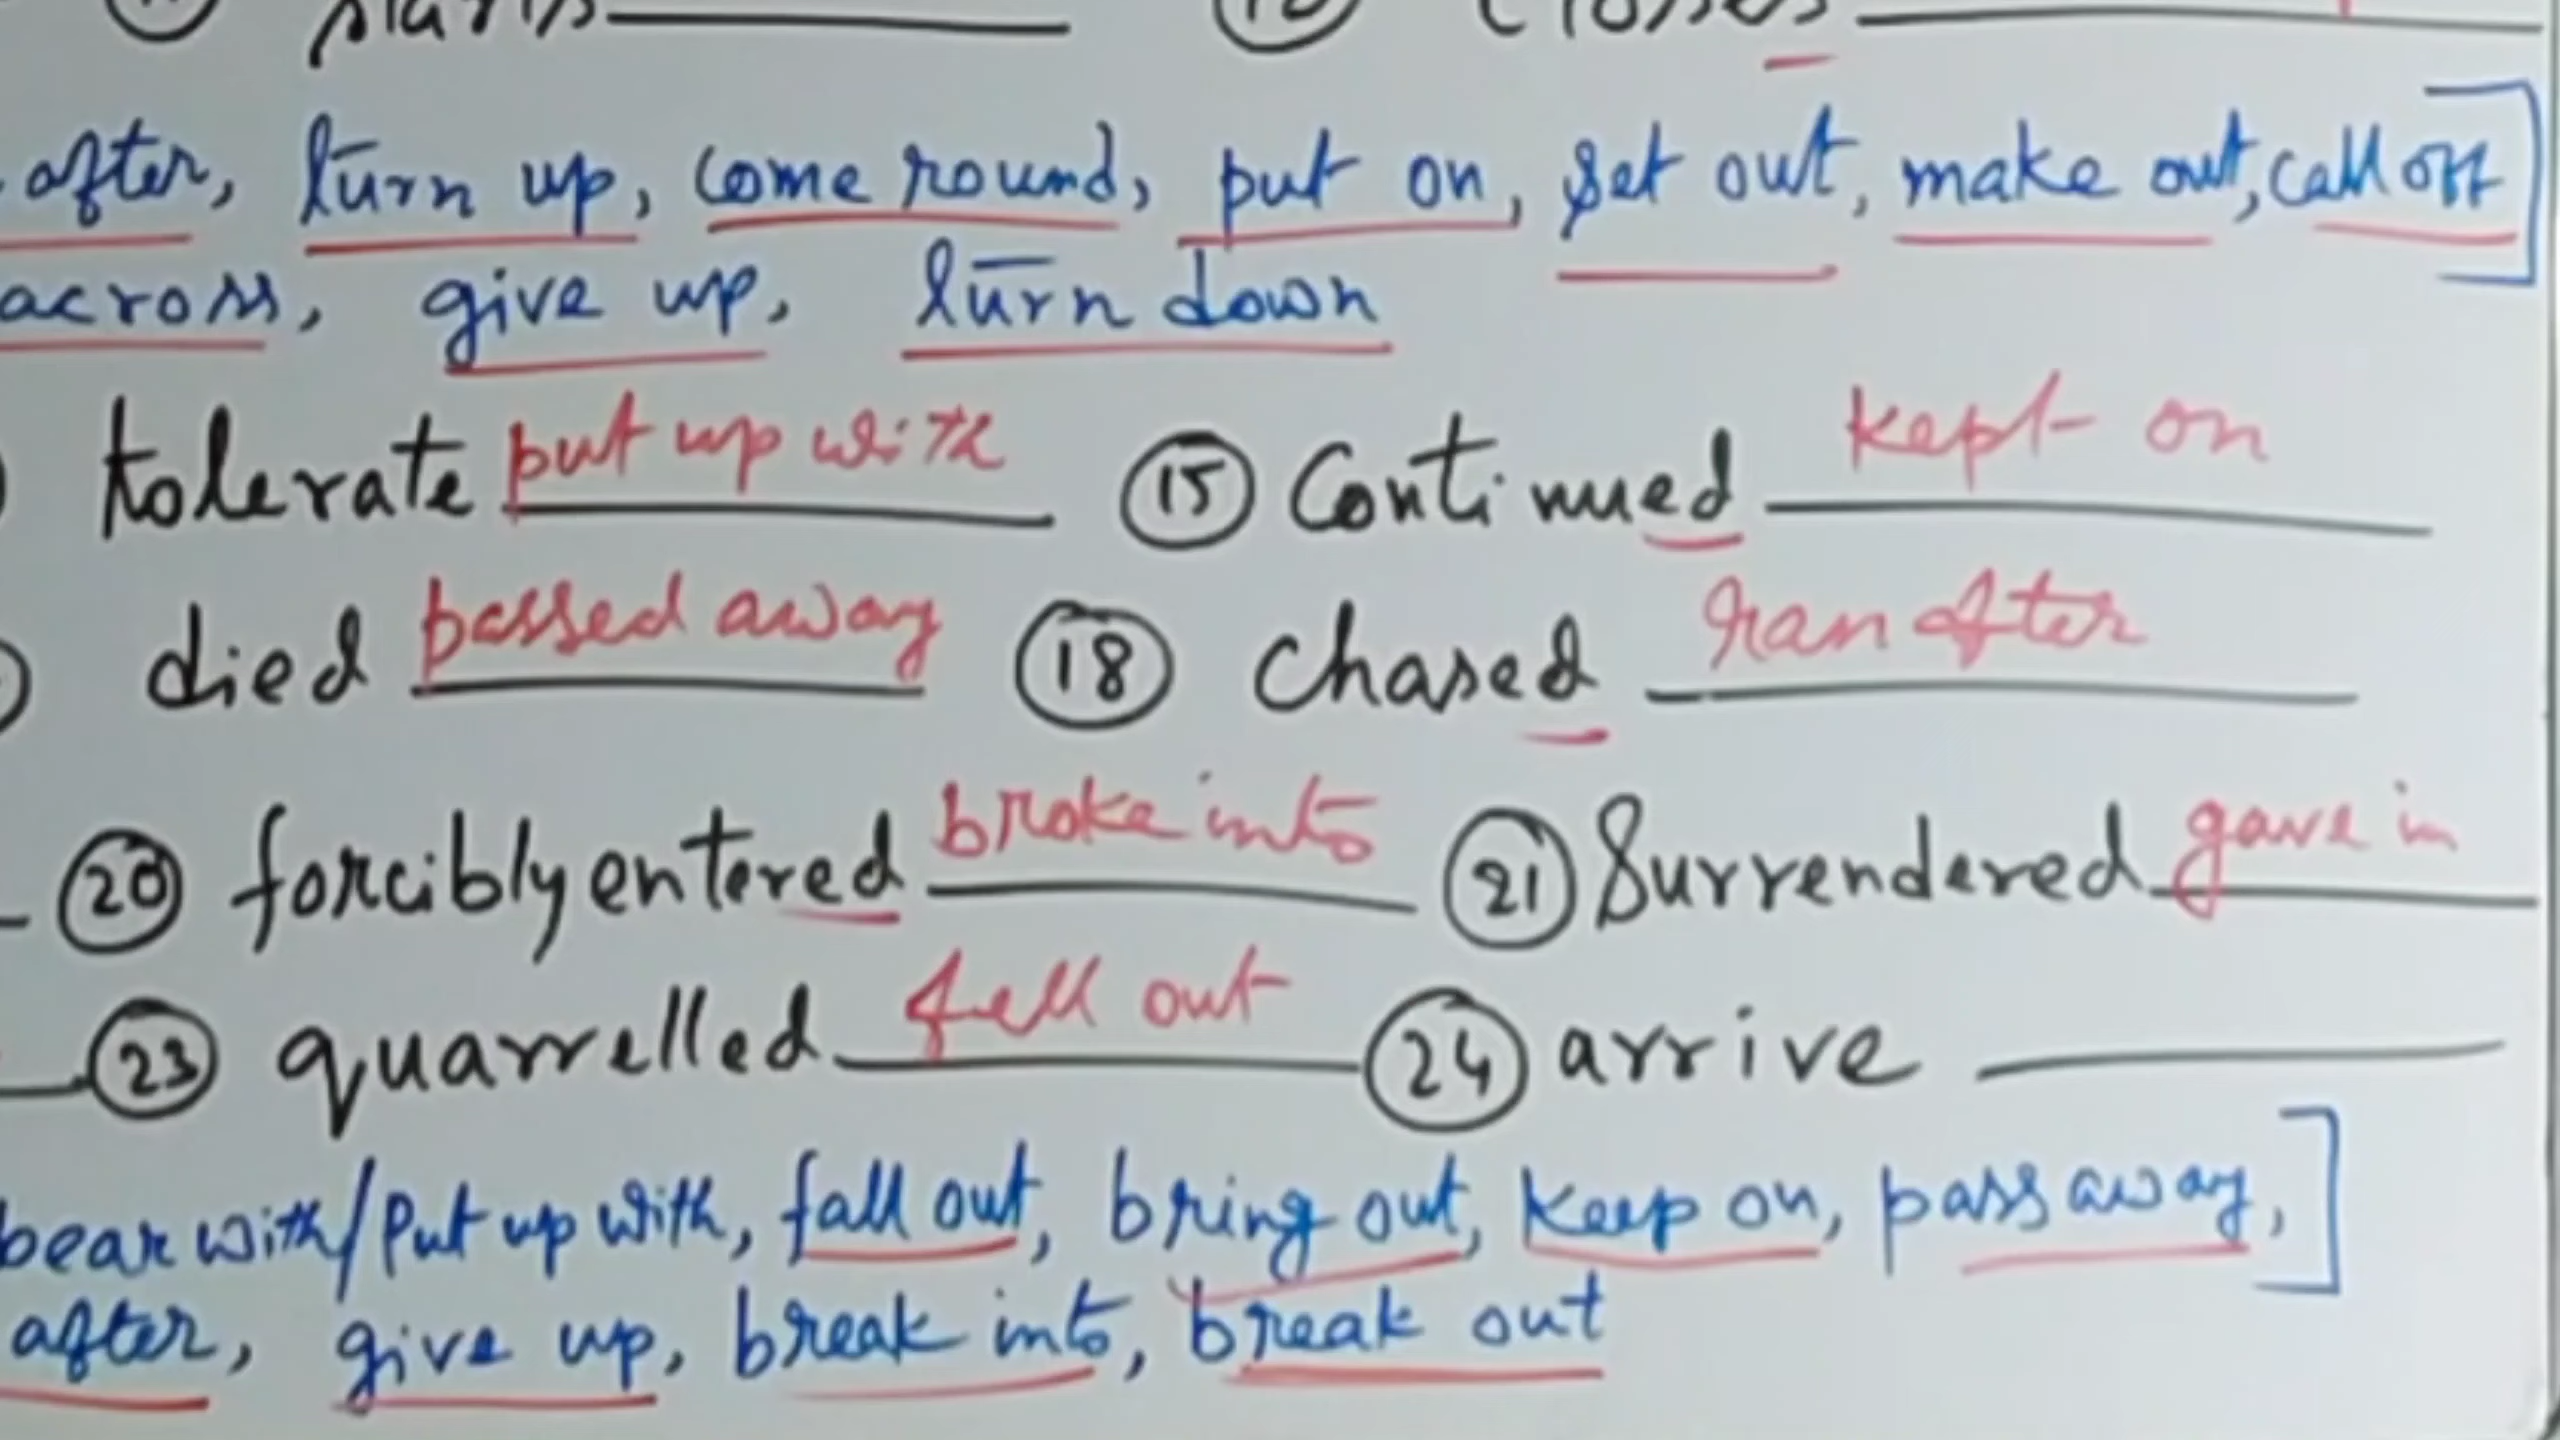 after, turn up, come round, put on, set out, make out, call off]
across, give up, turn down
tolerate put up with 15 Continued kept on
died passed away 18 chased ran after
20 forcibly entered broke into 21 Surrendered gave in
23 quarrelled fell out 24 arrive
bear with/Put up with, fall out, bring out, keep on, pass away,]
after, give up, break into, break out